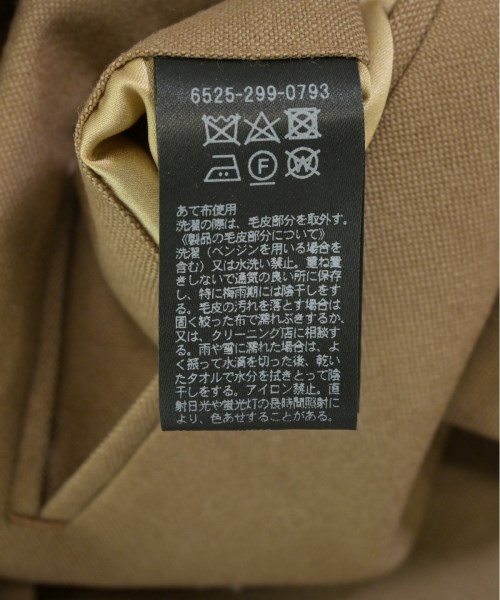 6525-299-0793
F
W
あて布使用
洗濯の際は、毛皮部分を取外す。
《製品の毛皮部分について》
洗濯（ベンジンを用いる場合を
含む）又は水洗い禁止。重ね置
きしないで通気の良い所に保存
し、特に梅雨期には陰干しをす
る。毛皮の汚れを落とす場合は
固く絞った布で濡れぶきするか、
又は、クリーニング店に相談す
る。雨や雪に濡れた場合は、よ
く振って水滴を切った後、乾い
たタオルで水分を拭きとって陰
干しをする。アイロン禁止。直
射日光や蛍光灯の長時間照射に
より、色あせすることがある。